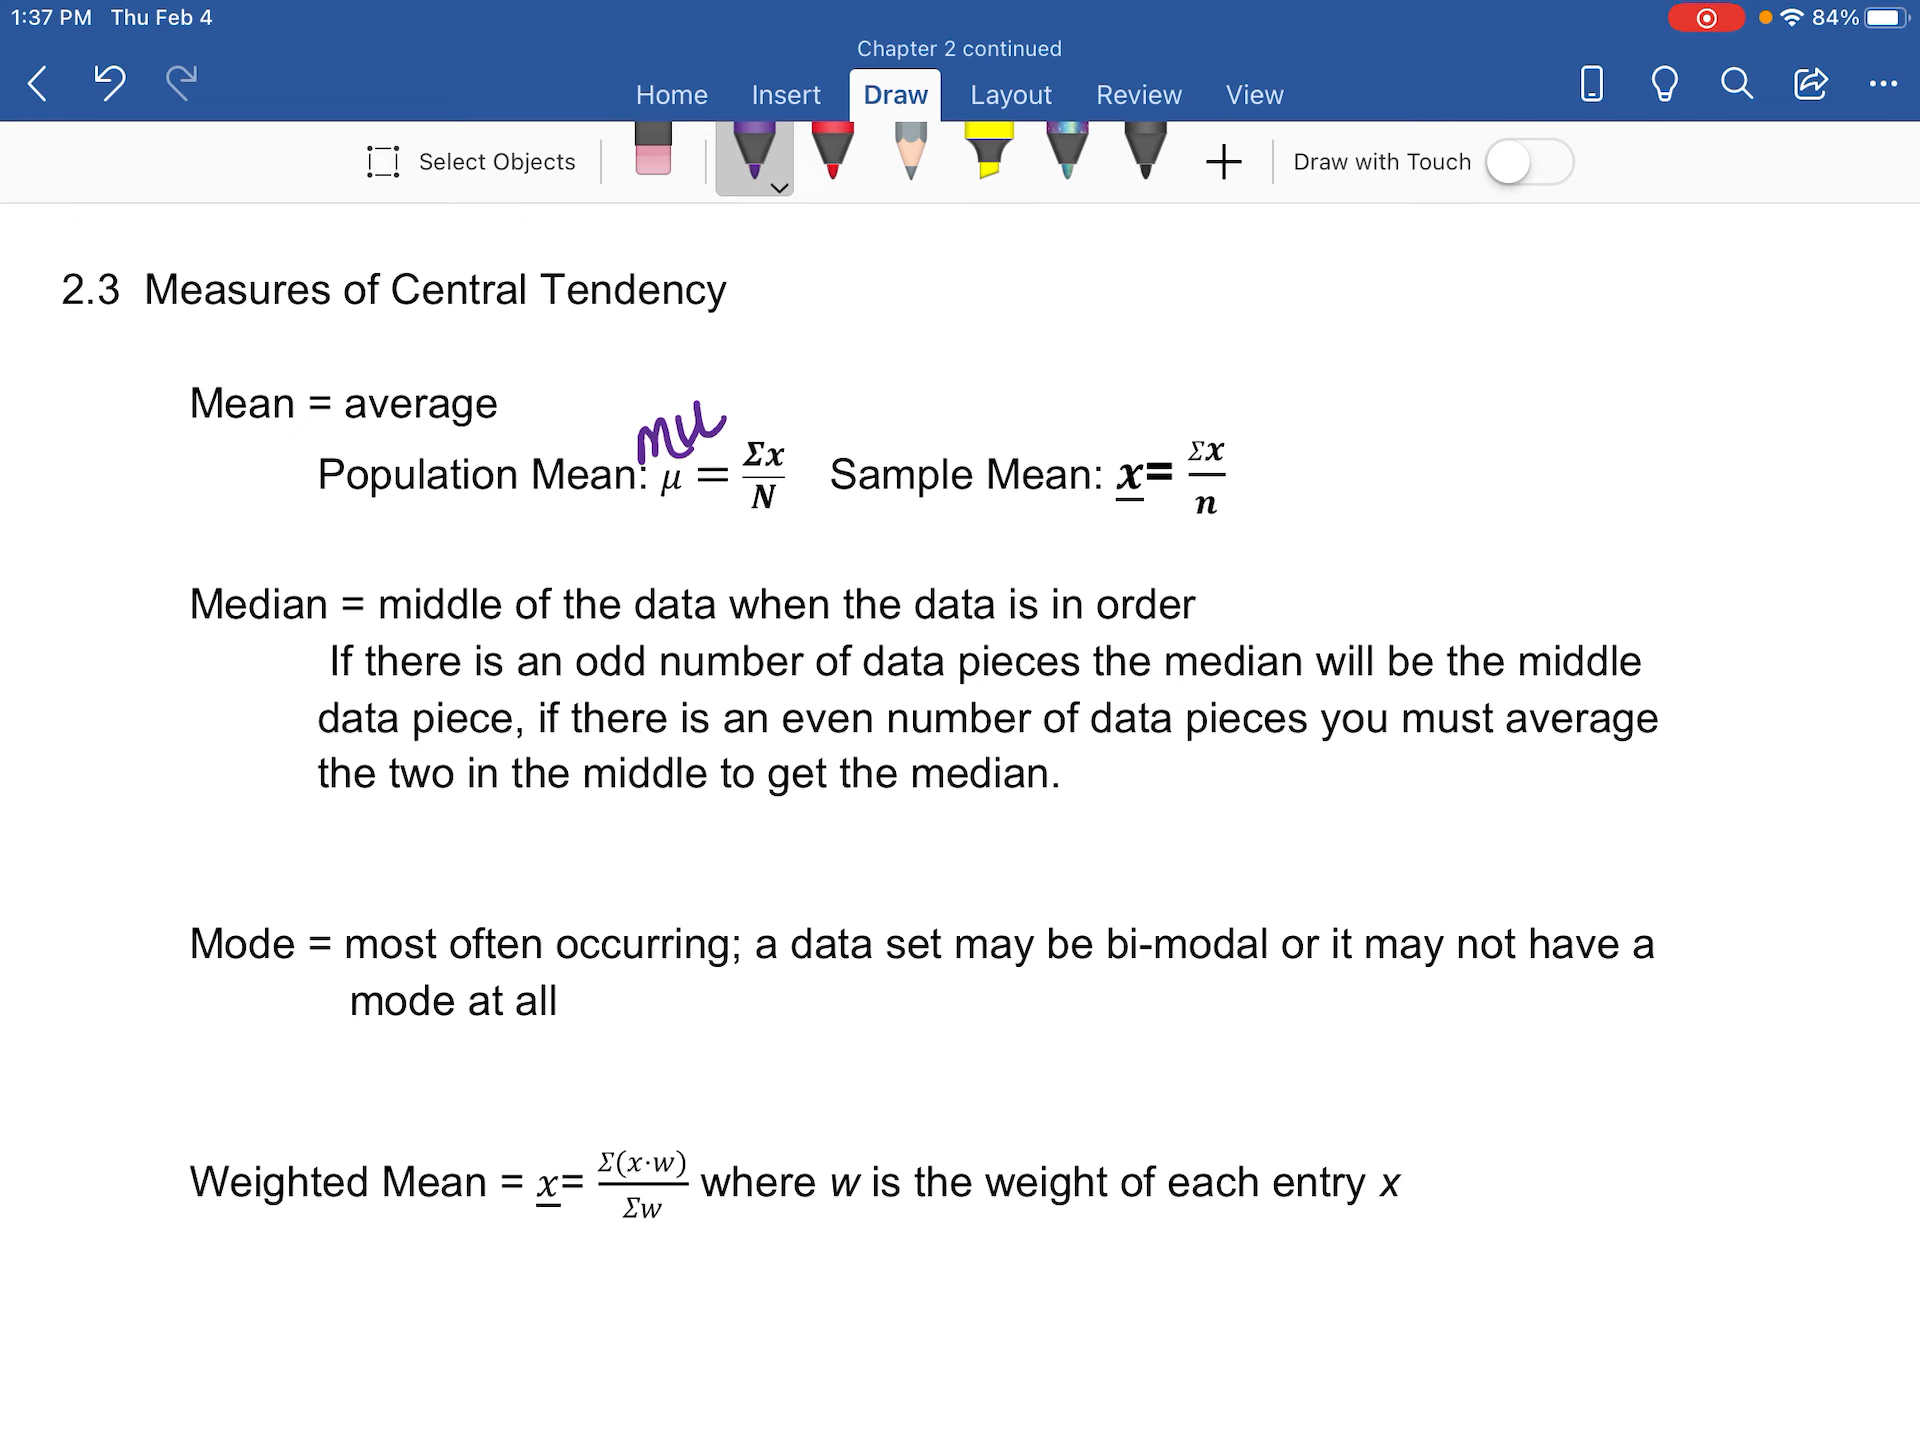 1:37 PM Thu Feb 4
84%
Chapter 2 continued
Home Insert Draw Layout Review View
Select Objects
Draw with Touch
2.3 Measures of Central Tendency
Mean = average
mu
Population Mean: μ = Σx/N Sample Mean: x= Σx/n
Median = middle of the data when the data is in order
If there is an odd number of data pieces the median will be the middle
data piece, if there is an even number of data pieces you must average
the two in the middle to get the median.
Mode = most often occurring; a data set may be bi-modal or it may not have a
mode at all
Weighted Mean = x= Σ(x·w)/Σw where w is the weight of each entry x